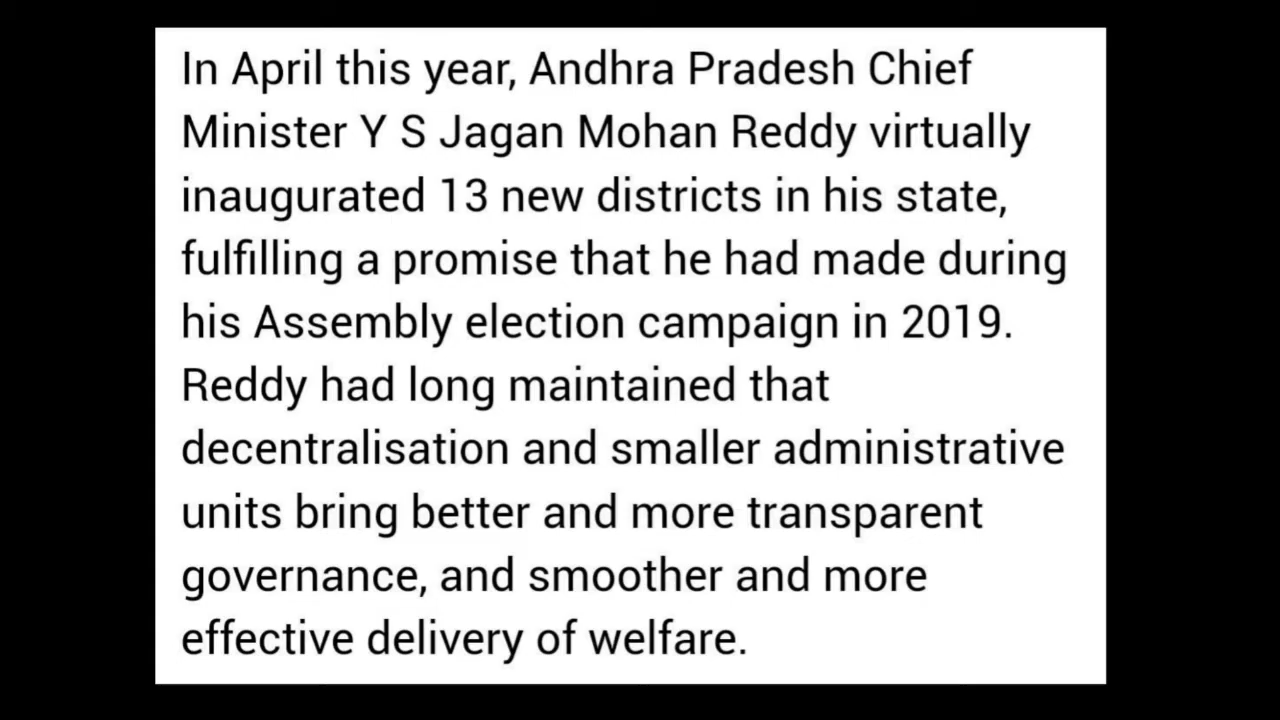 In April this year, Andhra Pradesh Chief
Minister Y S Jagan Mohan Reddy virtually
inaugurated 13 new districts in his state,
fulfilling a promise that he had made during
his Assembly election campaign in 2019.
Reddy had long maintained that
decentralisation and smaller administrative
units bring better and more transparent
governance, and smoother and more
effective delivery of welfare.